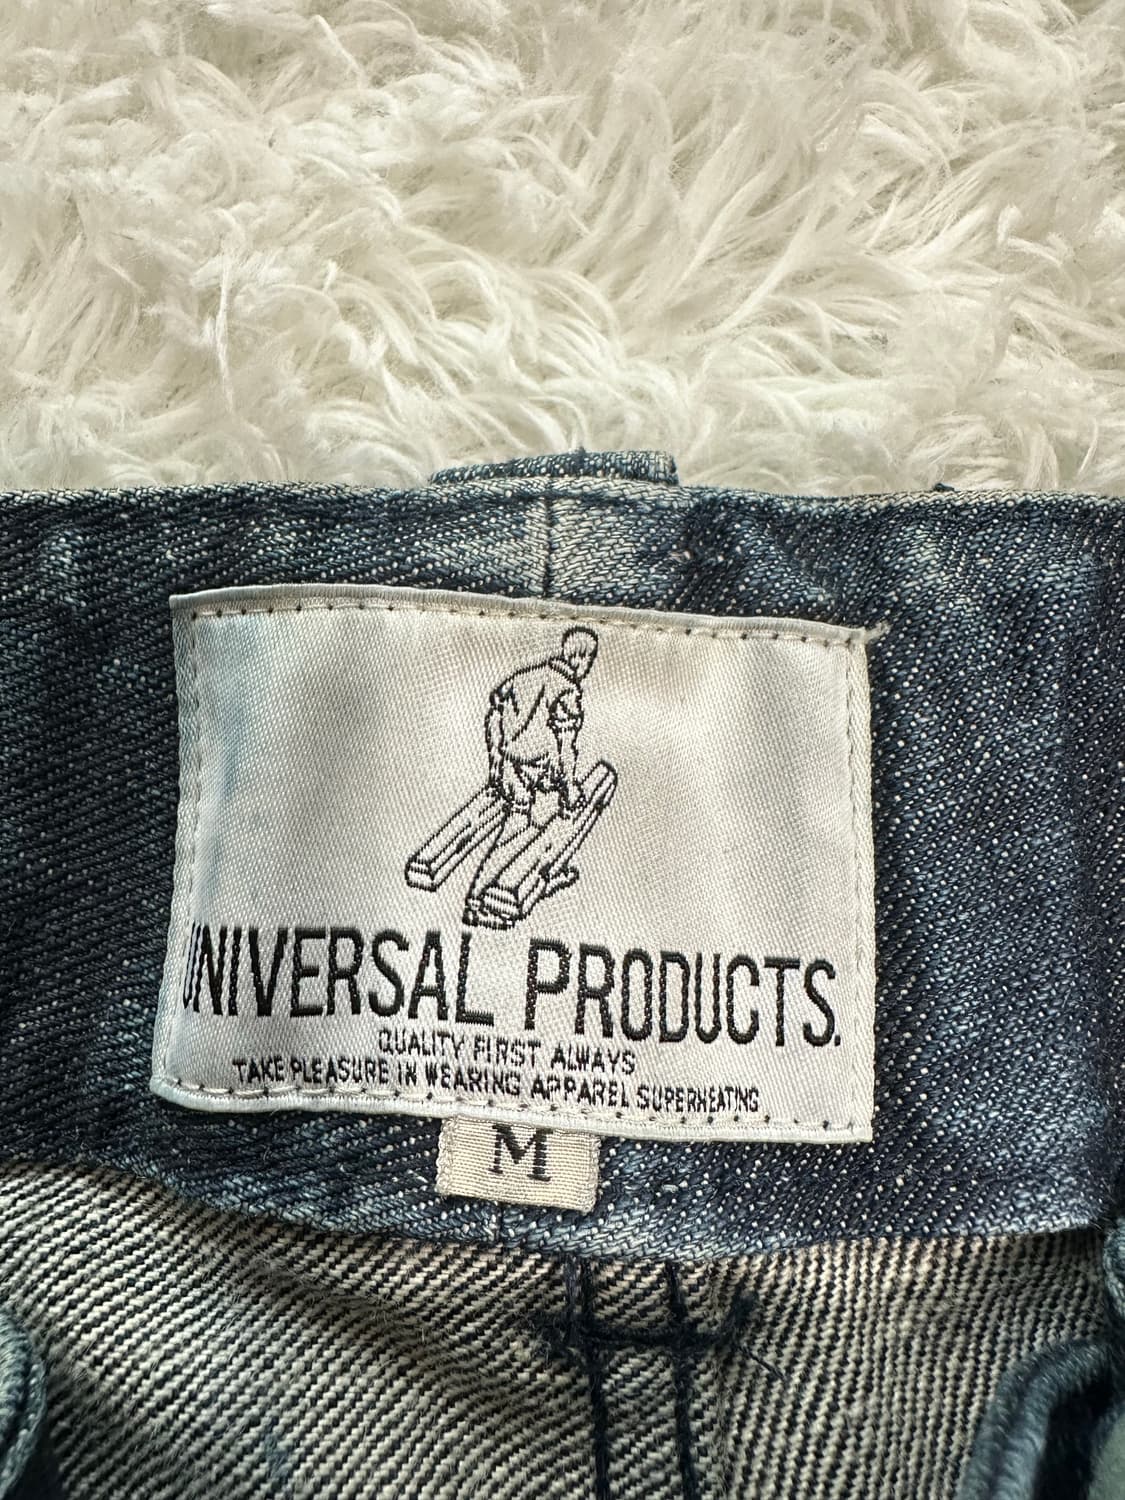 UNIVERSAL PRODUCTS.
QUALITY FIRST ALWAYS
TAKE PLEASURE IN WEARING APPAREL SUPERHEATING
M